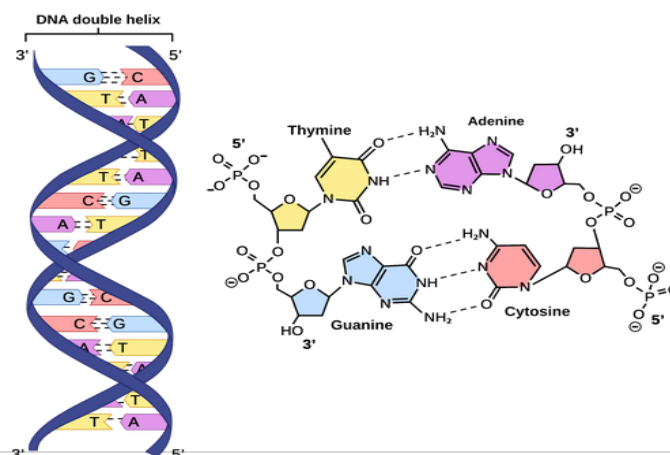 DNA double helix
3' 5'
G C
T A
A T
T
T A
C G
A T
G C
C G
A T
A
T
T A
3' 5'
Thymine
Adenine
5'
3'
O
H₂N
N
N
OH
O⁻
O
P
⁻O
O
O
NH
N
O
N
N
N
O
O
O
⊖
P
O
O
O
O
P
O
⊖
O
O
N
O
H₂N
N
NH
N
N
N
O
N
O
O
O
P
O
⊖
O
⊖
HO
NH₂
O
3'
Guanine
Cytosine
5'